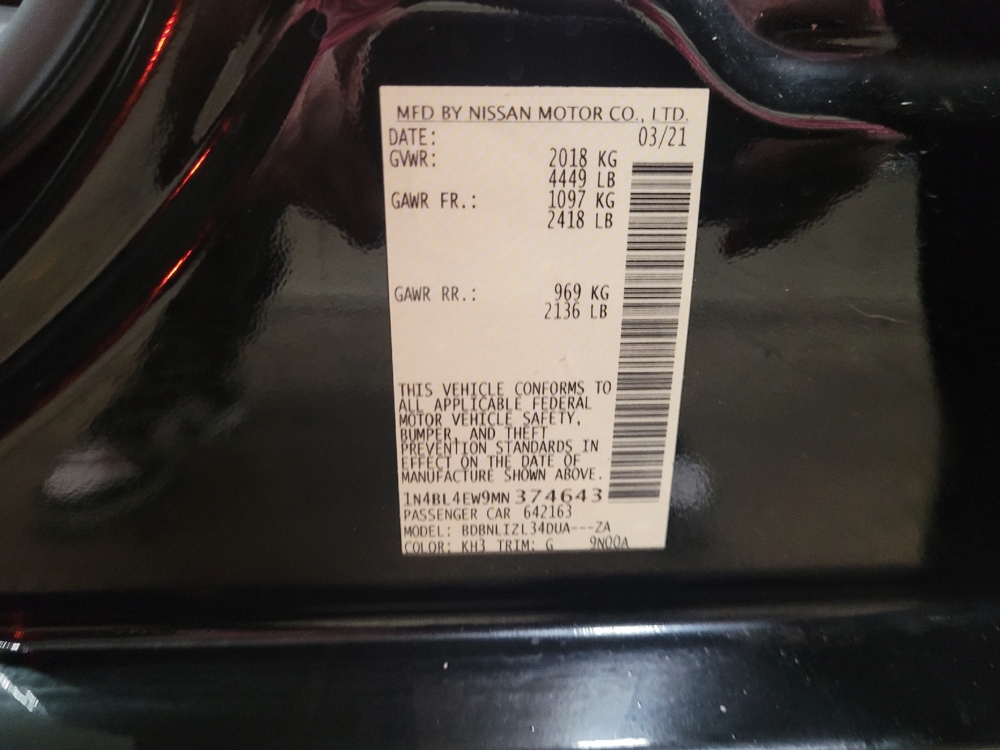 MFD BY NISSAN MOTOR CO., LTD.
DATE: 03/21
GVWR: 2018 KG
4449 LB
GAWR FR.: 1097 KG
2418 LB
GAWR RR.: 969 KG
2136 LB
THIS VEHICLE CONFORMS TO
ALL APPLICABLE FEDERAL
MOTOR VEHICLE SAFETY,
BUMPER, AND THEFT
PREVENTION STANDARDS IN
EFFECT ON THE DATE OF
MANUFACTURE SHOWN ABOVE.
1N4BL4EW9MN374643
PASSENGER CAR 642163
MODEL: BDBNLIZL34DUA---ZA
COLOR: KH3 TRIM: G 9N00A